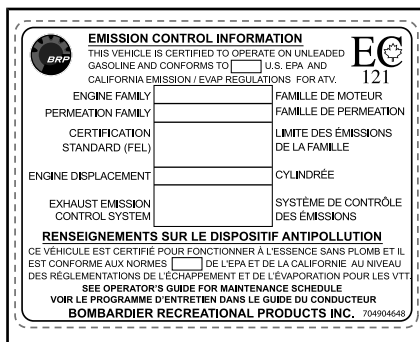 EMISSION CONTROL INFORMATION
BRP
THIS VEHICLE IS CERTIFIED TO OPERATE ON UNLEADED
GASOLINE AND CONFORMS TO U.S. EPA AND
CALIFORNIA EMISSION / EVAP REGULATIONS FOR ATV.
EC
121
ENGINE FAMILY FAMILLE DE MOTEUR
PERMEATION FAMILY FAMILLE DE PERMEATION
CERTIFICATION LIMITE DES ÉMISSIONS
STANDARD (FEL) DE LA FAMILLE
ENGINE DISPLACEMENT CYLINDRÉE
EXHAUST EMISSION SYSTÈME DE CONTRÔLE
CONTROL SYSTEM DES ÉMISSIONS
RENSEIGNEMENTS SUR LE DISPOSITIF ANTIPOLLUTION
CE VÉHICULE EST CERTIFIÉ POUR FONCTIONNER À L'ESSENCE SANS PLOMB ET IL
EST CONFORME AUX NORMES DE L'EPA ET DE LA CALIFORNIE AU NIVEAU
DES RÉGLEMENTATIONS DE L'ÉCHAPPEMENT ET DE L'ÉVAPORATION POUR LES VTT.
SEE OPERATOR'S GUIDE FOR MAINTENANCE SCHEDULE
VOIR LE PROGRAMME D'ENTRETIEN DANS LE GUIDE DU CONDUCTEUR
BOMBARDIER RECREATIONAL PRODUCTS INC. 704904648